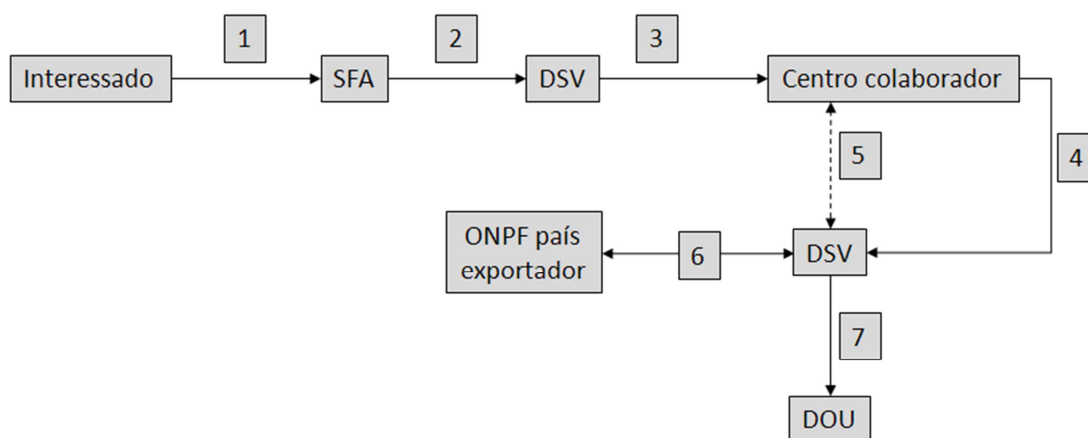 1
2
3
Interessado
SFA
DSV
Centro colaborador
5
4
ONPF país
exportador
6
DSV
7
DOU